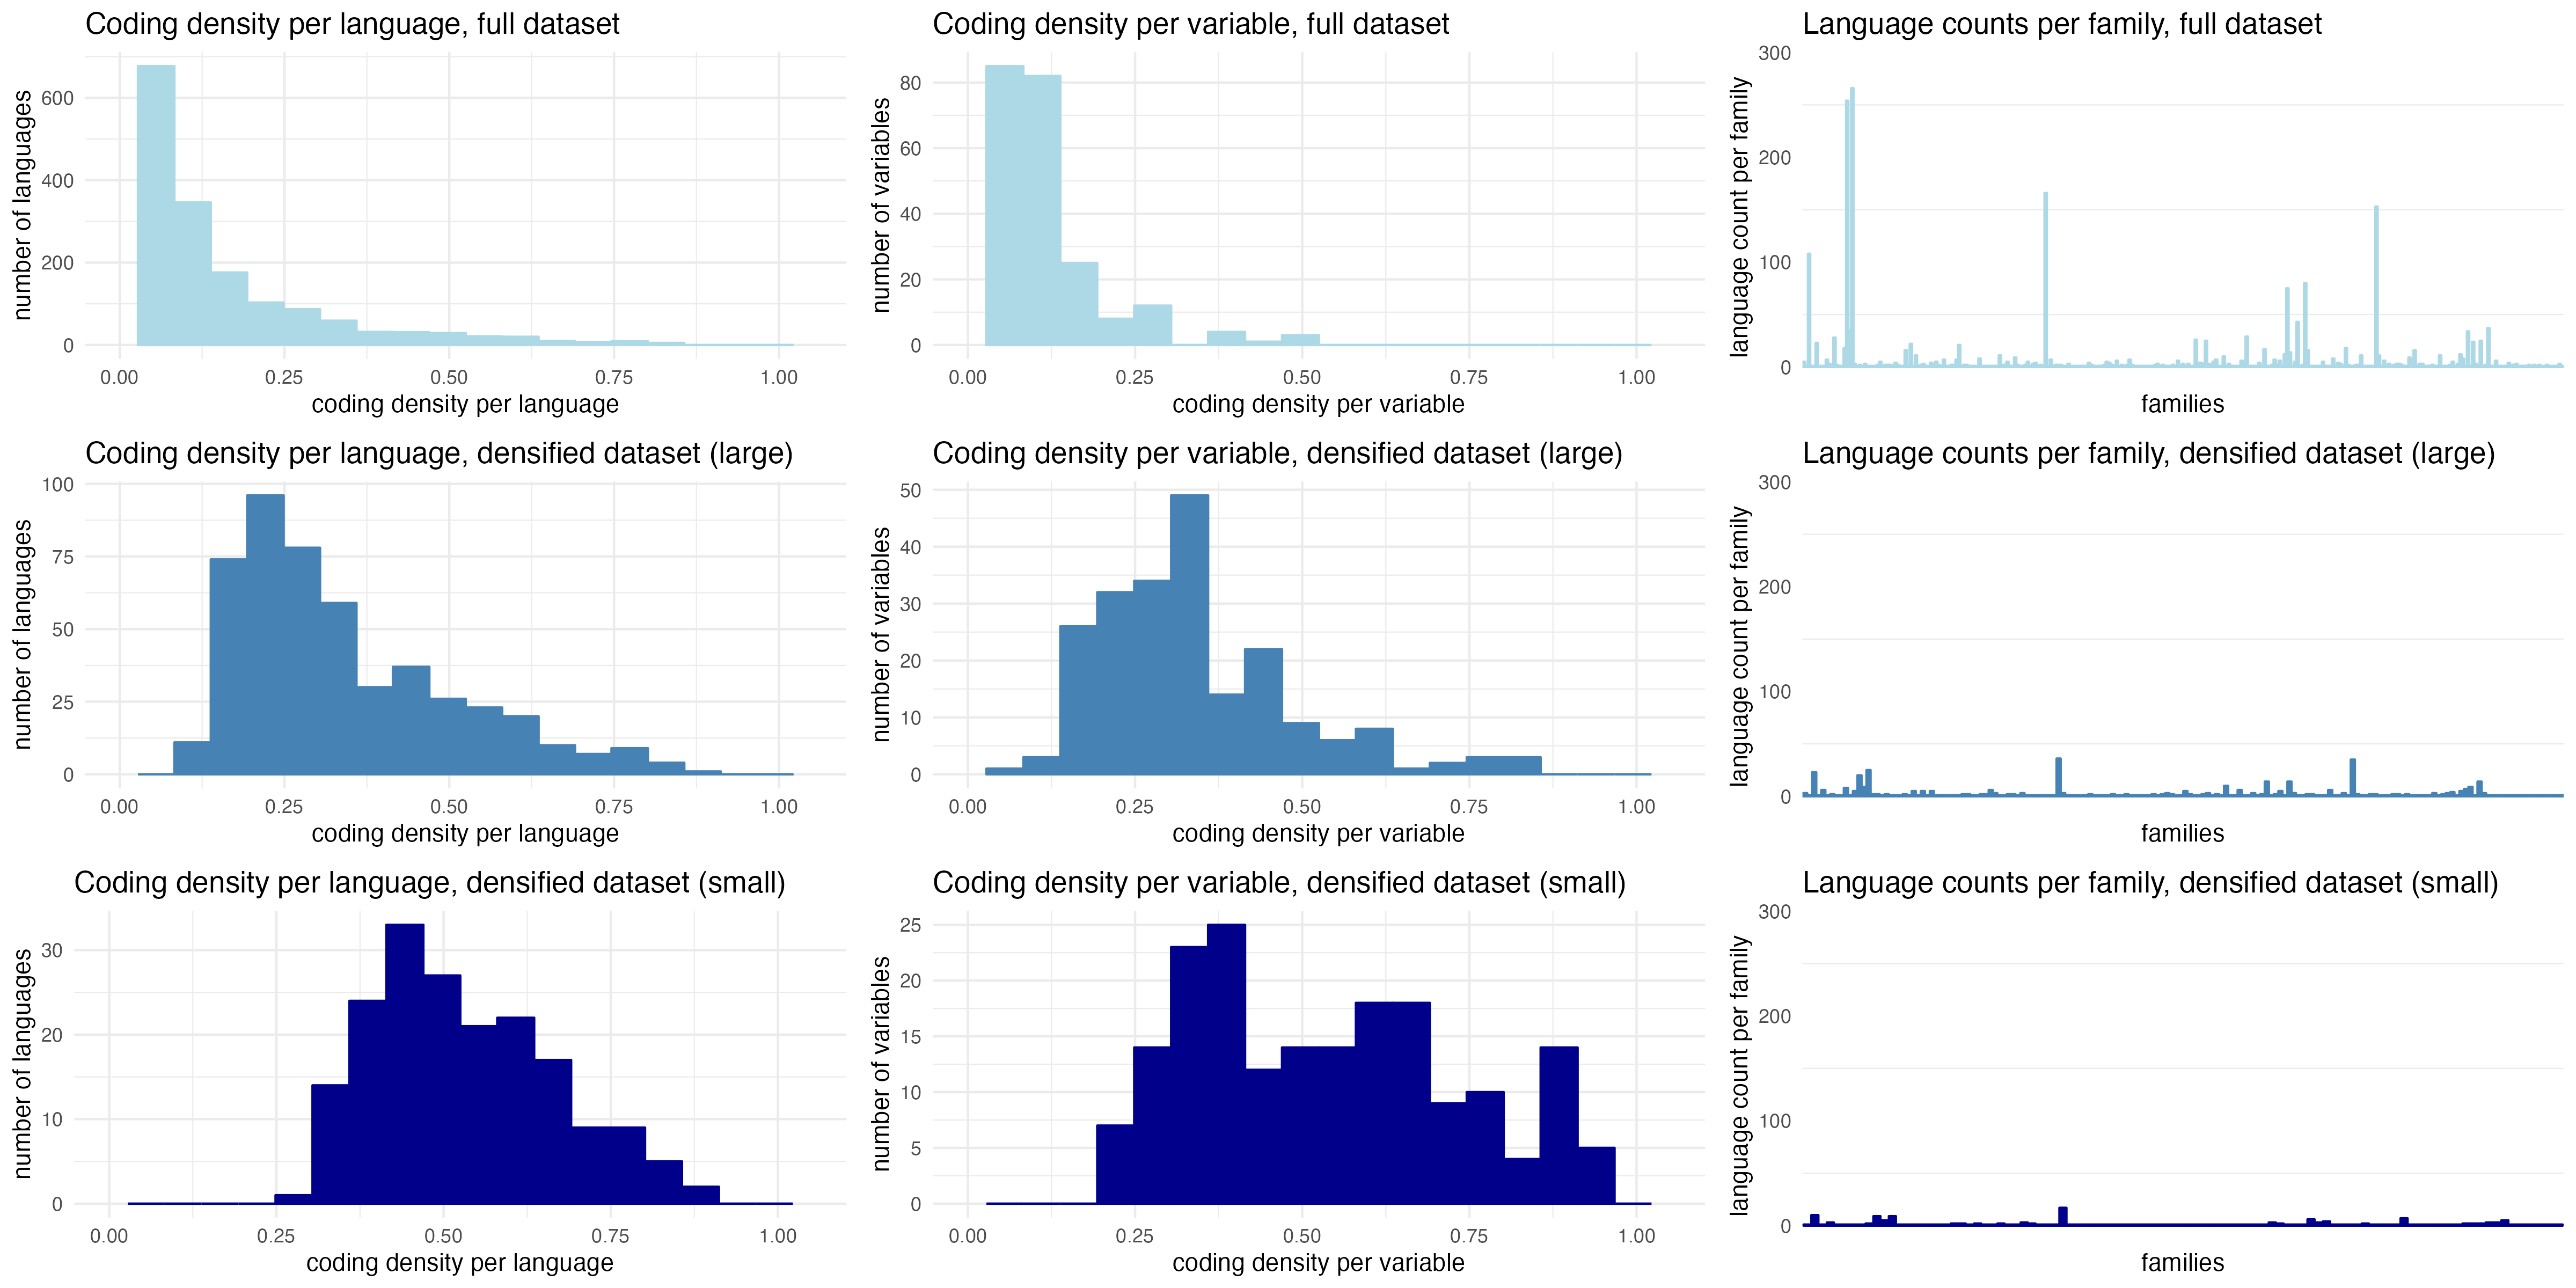 Coding density per language, full dataset
number of languages
600
400
200
0
0.00 0.25 0.50 0.75 1.00
coding density per language
Coding density per variable, full dataset
number of variables
80
60
40
20
0
0.00 0.25 0.50 0.75 1.00
coding density per variable
Language counts per family, full dataset
language count per family
300
200
100
0
families
Coding density per language, densified dataset (large)
number of languages
100
75
50
25
0
0.00 0.25 0.50 0.75 1.00
coding density per language
Coding density per variable, densified dataset (large)
number of variables
50
40
30
20
10
0
0.00 0.25 0.50 0.75 1.00
coding density per variable
Language counts per family, densified dataset (large)
language count per family
300
200
100
0
families
Coding density per language, densified dataset (small)
number of languages
30
20
10
0
0.00 0.25 0.50 0.75 1.00
coding density per language
Coding density per variable, densified dataset (small)
number of variables
25
20
15
10
5
0
0.00 0.25 0.50 0.75 1.00
coding density per variable
Language counts per family, densified dataset (small)
language count per family
300
200
100
0
families